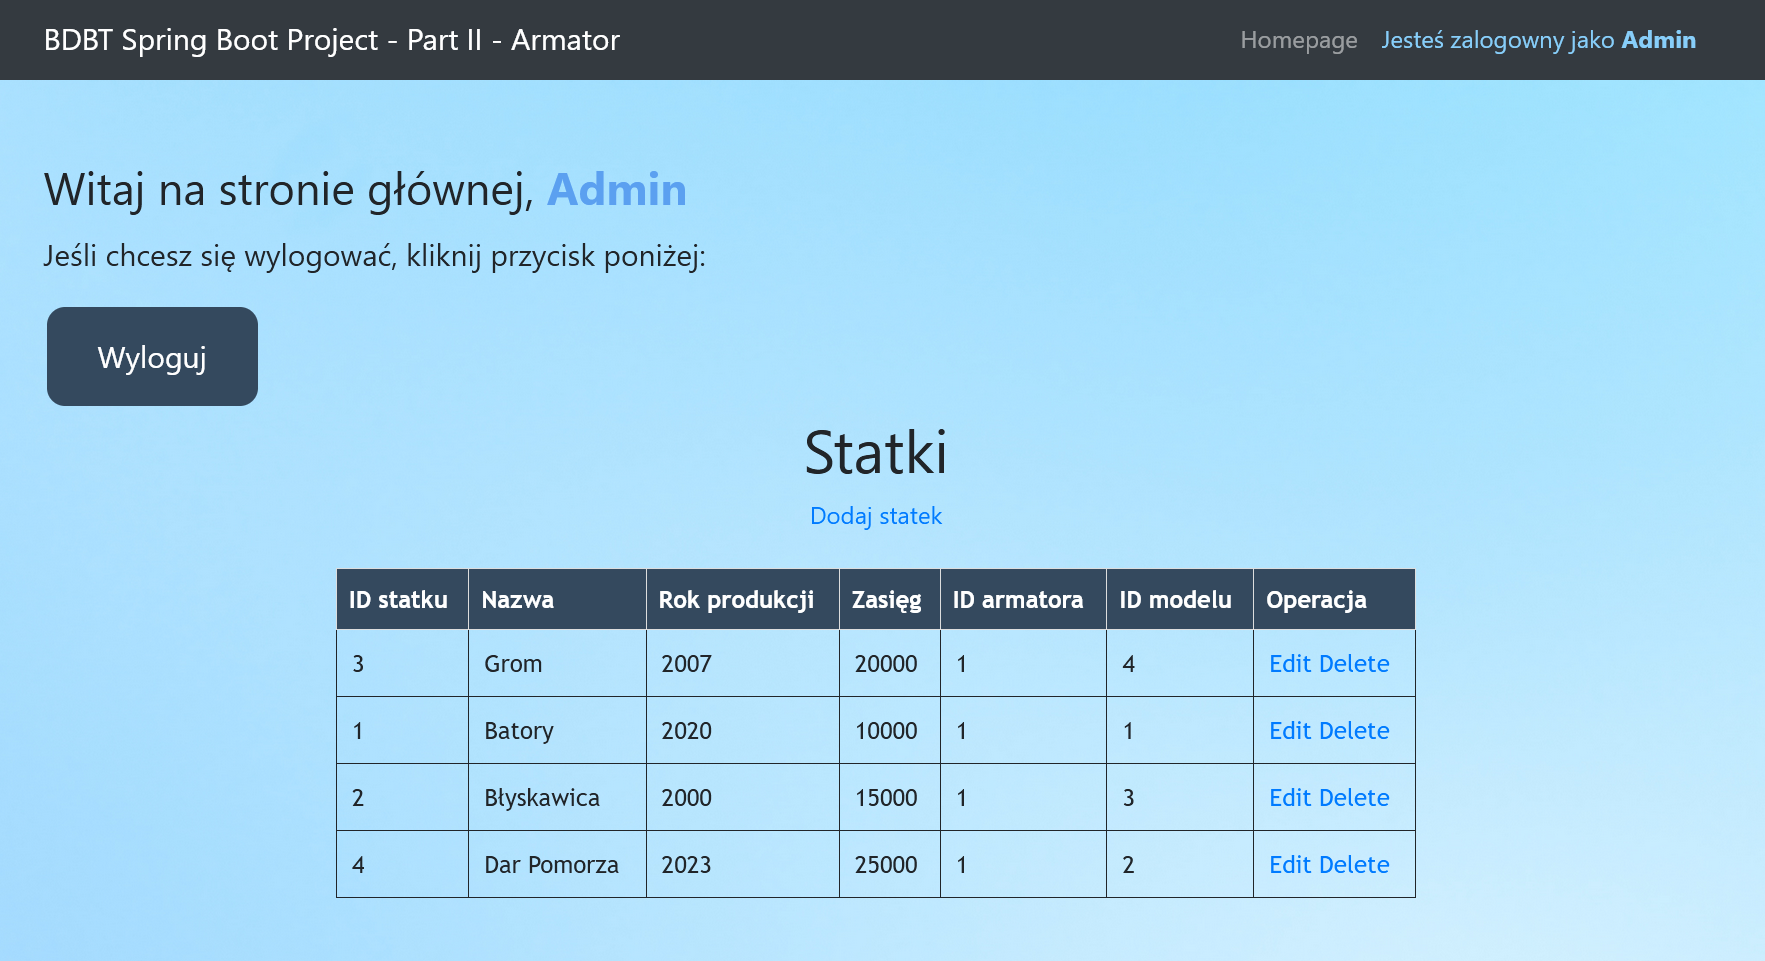 BDBT Spring Boot Project - Part II - Armator
Homepage Jesteś zalogowny jako Admin
Witaj na stronie głównej, Admin
Jeśli chcesz się wylogować, kliknij przycisk poniżej:
Wyloguj
Statki
Dodaj statek
ID statku Nazwa Rok produkcji Zasięg ID armatora ID modelu Operacja
3 Grom 2007 20000 1 4 Edit Delete
1 Batory 2020 10000 1 1 Edit Delete
2 Błyskawica 2000 15000 1 3 Edit Delete
4 Dar Pomorza 2023 25000 1 2 Edit Delete